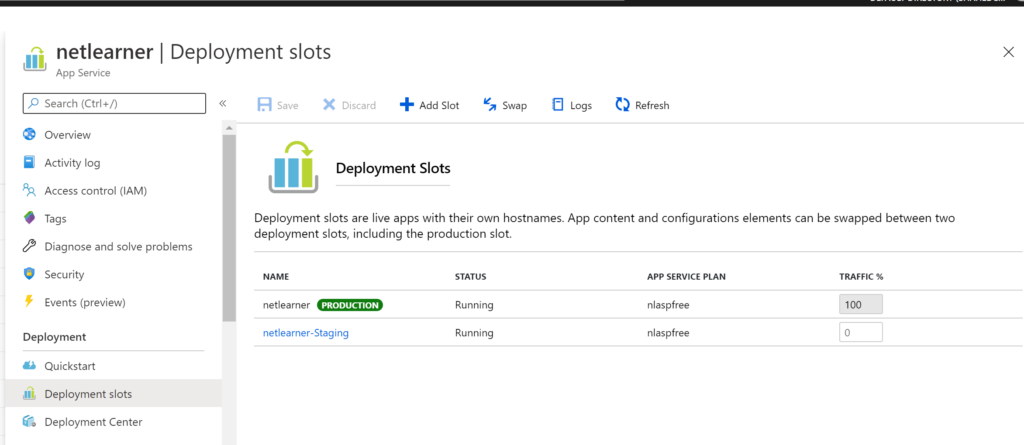 netlearner | Deployment slots
App Service
Search (Ctrl+/)
«
Save
Discard
Add Slot
Swap
Logs
Refresh
Overview
Activity log
Access control (IAM)
Tags
Diagnose and solve problems
Security
Events (preview)
Deployment
Quickstart
Deployment slots
Deployment Center
Deployment Slots
Deployment slots are live apps with their own hostnames. App content and configurations elements can be swapped between two
deployment slots, including the production slot.
NAME STATUS APP SERVICE PLAN TRAFFIC %
netlearner PRODUCTION Running nlaspfree 100
netlearner-Staging Running nlaspfree 0